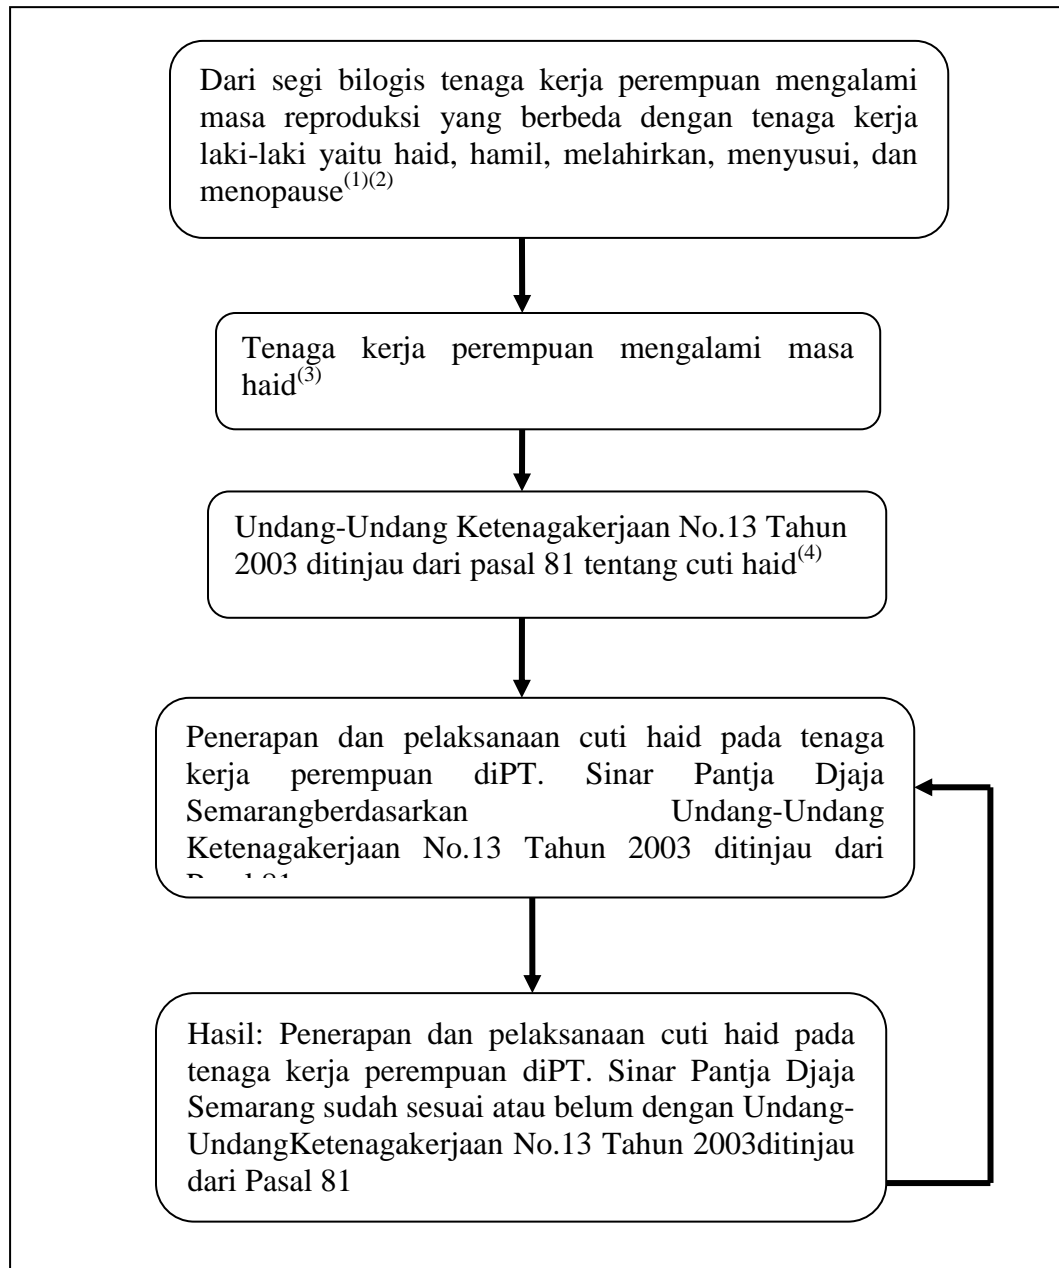 Dari segi bilogis tenaga kerja perempuan mengalami
masa reproduksi yang berbeda dengan tenaga kerja
laki-laki yaitu haid, hamil, melahirkan, menyusui, dan
menopause(1)(2)
Tenaga kerja perempuan mengalami masa
haid(3)
Undang-Undang Ketenagakerjaan No.13 Tahun
2003 ditinjau dari pasal 81 tentang cuti haid(4)
Penerapan dan pelaksanaan cuti haid pada tenaga
kerja perempuan diPT. Sinar Pantja Djaja
Semarangberdasarkan Undang-Undang
Ketenagakerjaan No.13 Tahun 2003 ditinjau dari
Hasil: Penerapan dan pelaksanaan cuti haid pada
tenaga kerja perempuan diPT. Sinar Pantja Djaja
Semarang sudah sesuai atau belum dengan Undang-
UndangKetenagakerjaan No.13 Tahun 2003ditinjau
dari Pasal 81